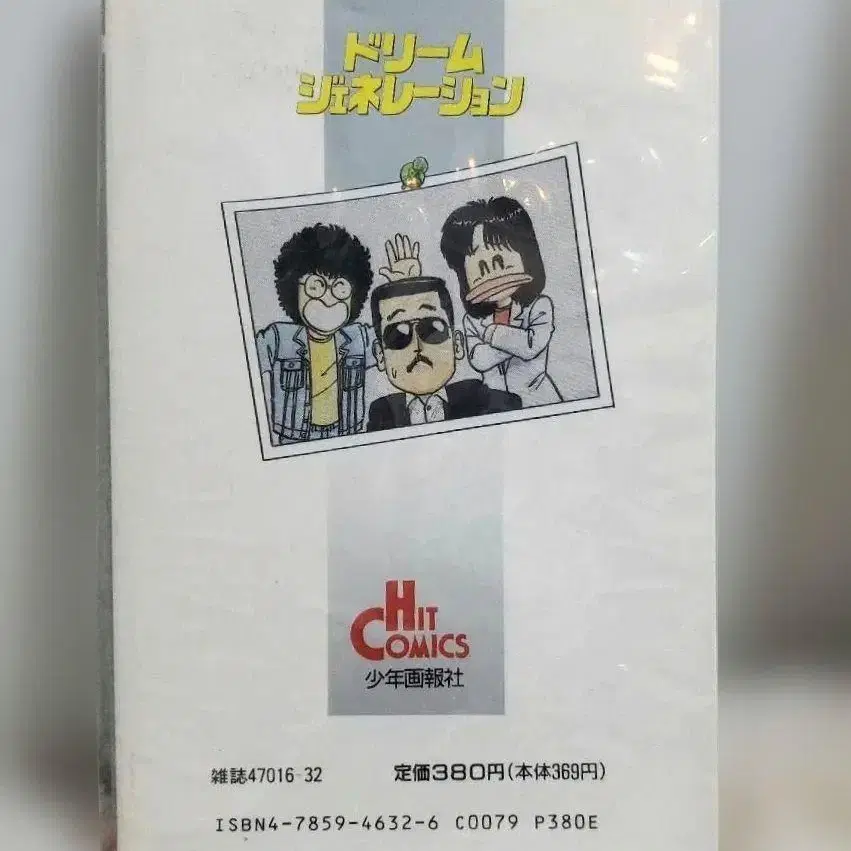 ドリーム
ジェネレーション
HIT
COMICS
少年画報社
雑誌47016-32 定価380円(本体369円)
ISBN4-7859-4632-6 C0079 P380E